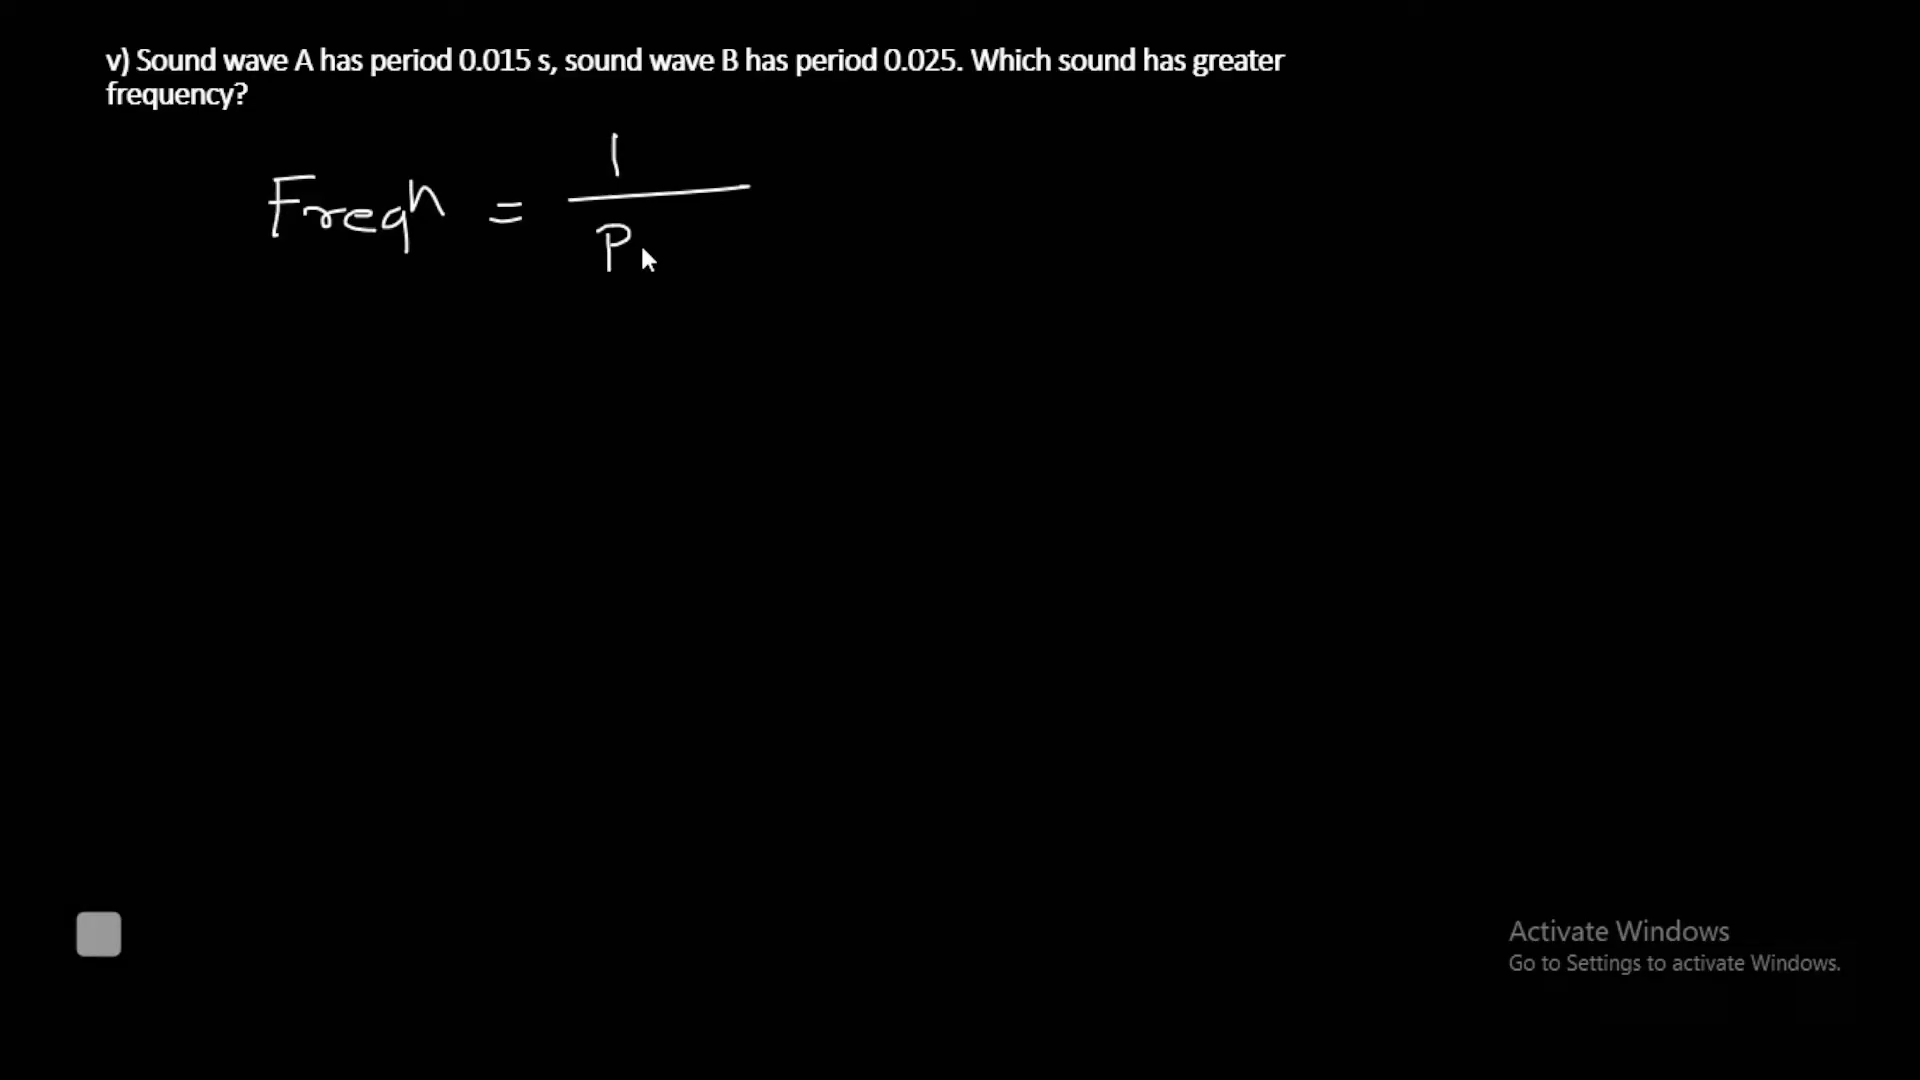 v) Sound wave A has period 0.015 s, sound wave B has period 0.025. Which sound has greater
frequency?
Freqn = 1 / P
Activate Windows
Go to Settings to activate Windows.